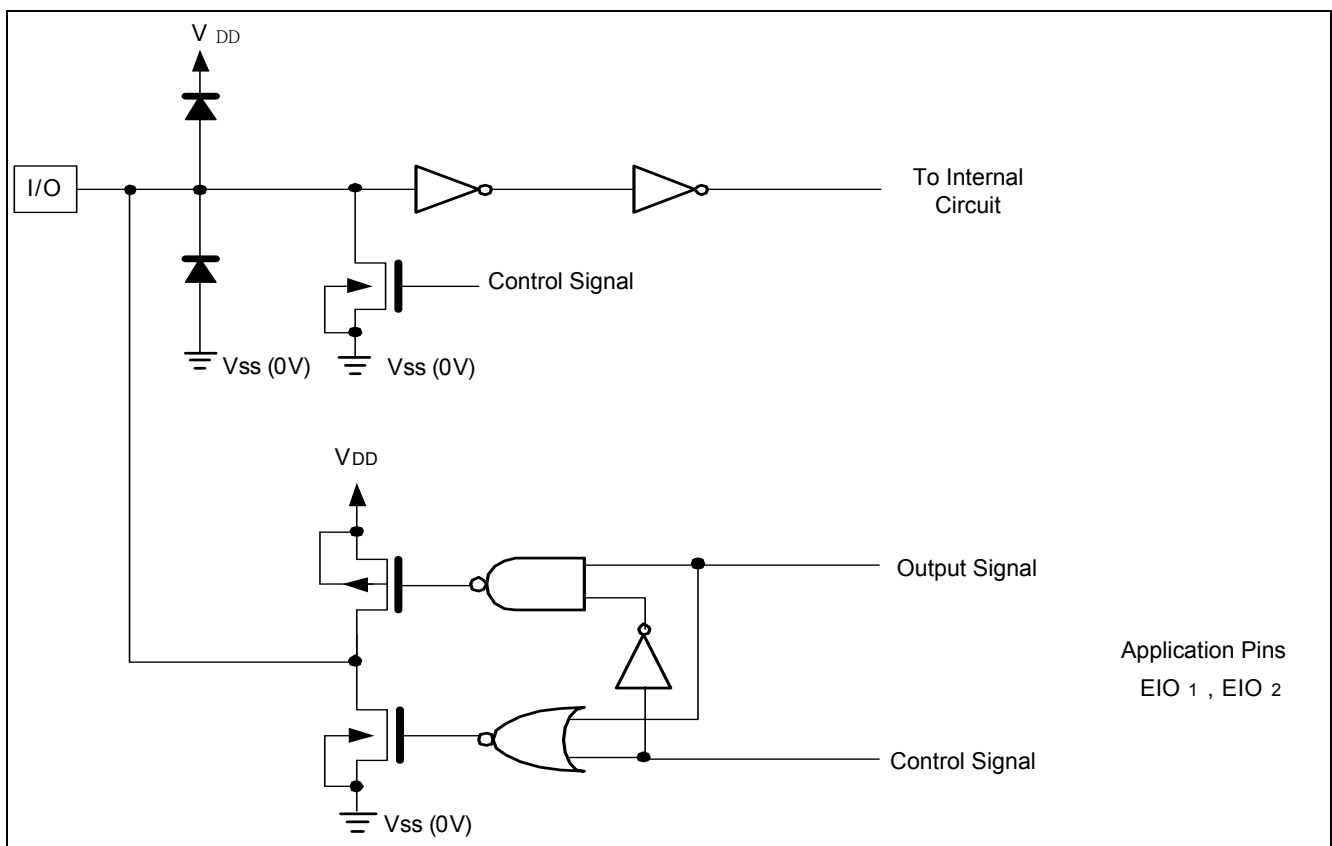 V DD
I/O
To Internal
Circuit
Control Signal
Vss (0V)
Vss (0V)
VDD
Output Signal
Application Pins
EIO 1 , EIO 2
Control Signal
Vss (0V)